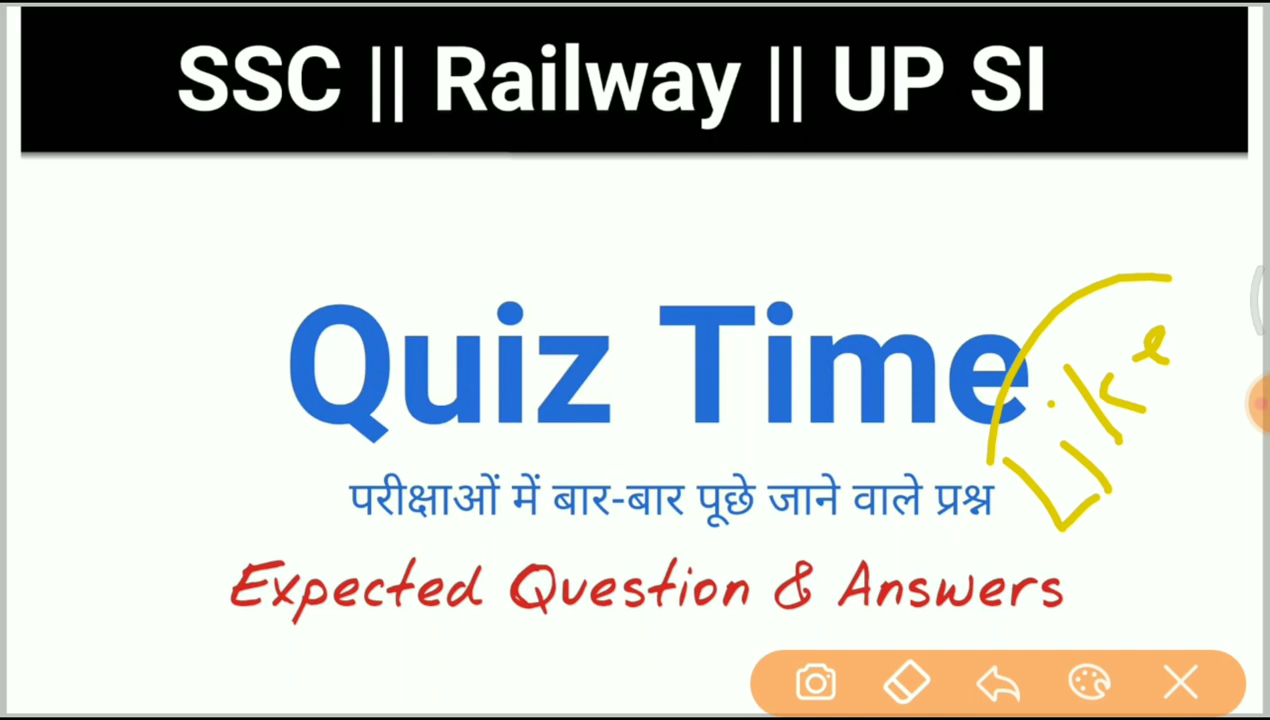 SSC || Railway || UP SI
Quiz Time
Like
परीक्षाओं में बार-बार पूछे जाने वाले प्रश्न
Expected Question & Answers